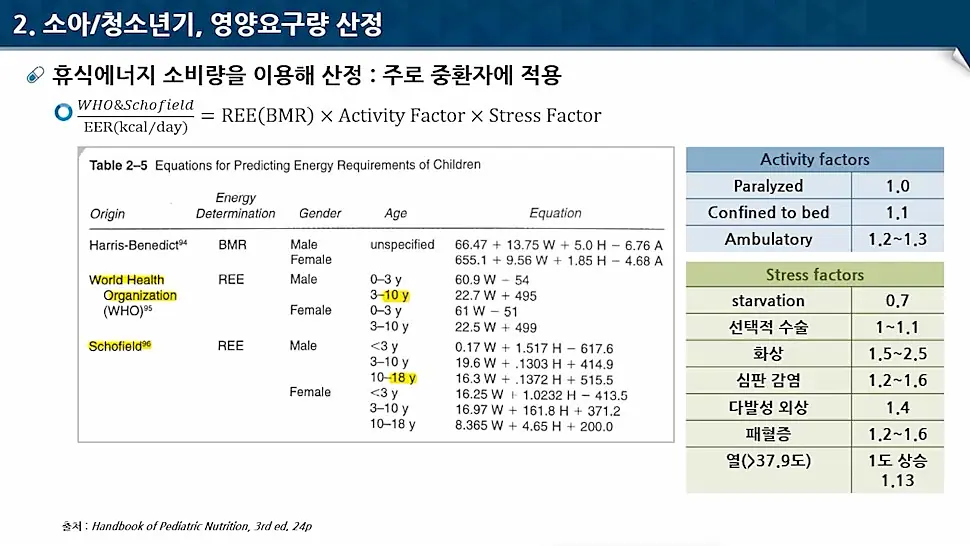 2. 소아/청소년기, 영양요구량 산정
휴식에너지 소비량을 이용해 산정 : 주로 중환자에 적용
WHO&Schofield
EER(kcal/day) = REE(BMR) × Activity Factor × Stress Factor
Table 2–5 Equations for Predicting Energy Requirements of Children
Origin Energy Determination Gender Age Equation
Harris-Benedict94 BMR Male unspecified 66.47 + 13.75 W + 5.0 H − 6.76 A
Female 655.1 + 9.56 W + 1.85 H − 4.68 A
World Health REE Male 0–3 y 60.9 W − 54
Organization 3–10 y 22.7 W + 495
(WHO)95 Female 0–3 y 61 W − 51
3–10 y 22.5 W + 499
Schofield96 REE Male <3 y 0.17 W + 1.517 H − 617.6
3–10 y 19.6 W + .1303 H + 414.9
10–18 y 16.3 W + .1372 H + 515.5
Female <3 y 16.25 W + 1.0232 H − 413.5
3–10 y 16.97 W + 161.8 H + 371.2
10–18 y 8.365 W + 4.65 H + 200.0
Activity factors
Paralyzed 1.0
Confined to bed 1.1
Ambulatory 1.2~1.3
Stress factors
starvation 0.7
선택적 수술 1~1.1
화상 1.5~2.5
심판 감염 1.2~1.6
다발성 외상 1.4
패혈증 1.2~1.6
열(>37.9도) 1도 상승
1.13
출처 : Handbook of Pediatric Nutrition, 3rd ed, 24p